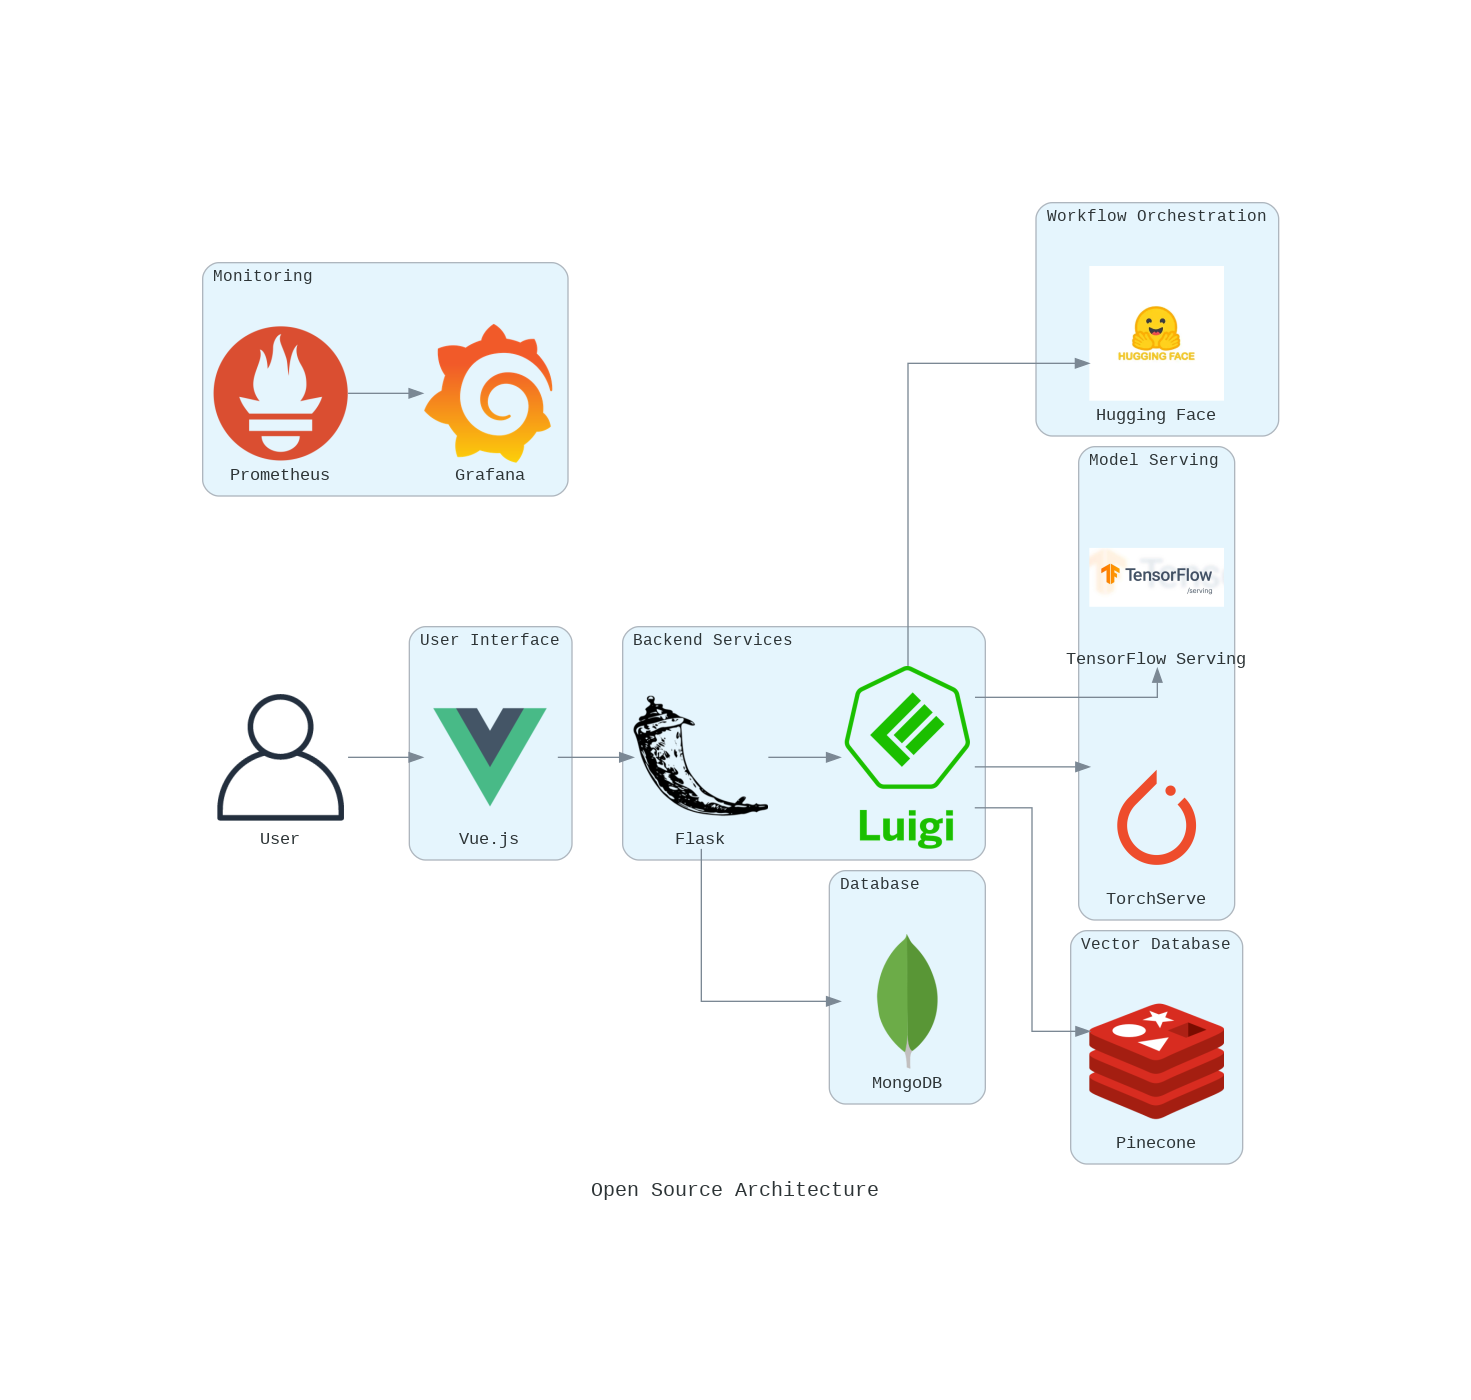 Workflow Orchestration
HUGGING FACE
Hugging Face
Monitoring
Prometheus
Grafana
Model Serving
TensorFlow
/serving
TensorFlow Serving
TorchServe
User Interface
Backend Services
User
Vue.js
Flask
Luigi
Database
MongoDB
Vector Database
Pinecone
Open Source Architecture